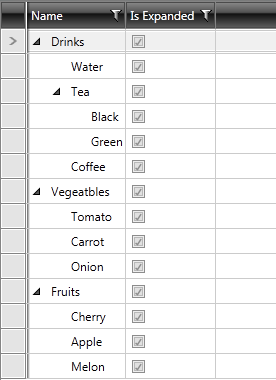 Name Is Expanded
Drinks
Water
Tea
Black
Green
Coffee
Vegeatbles
Tomato
Carrot
Onion
Fruits
Cherry
Apple
Melon